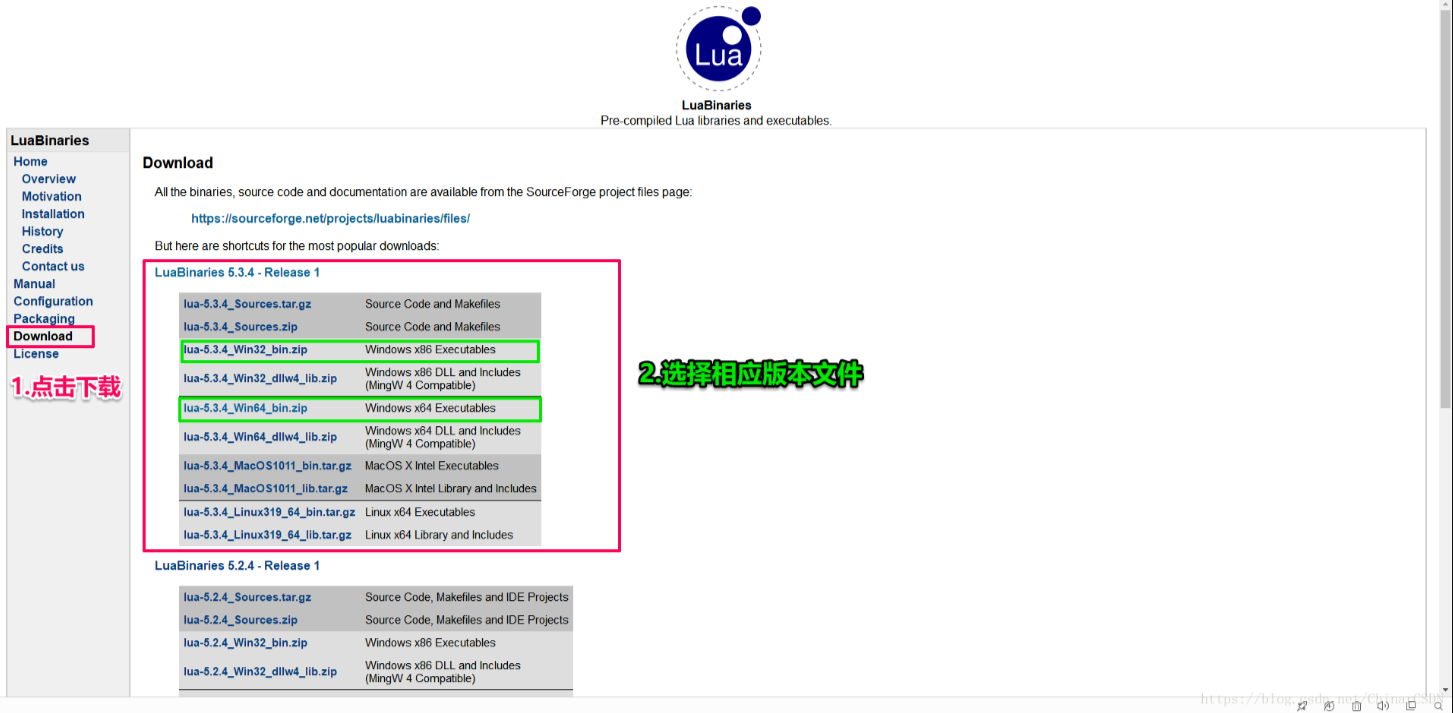 Lua
LuaBinaries
Pre-compiled Lua libraries and executables.
LuaBinaries
Home
Overview
Motivation
Installation
History
Credits
Contact us
Manual
Configuration
Packaging
Download
License
1.点击下载
Download
All the binaries, source code and documentation are available from the SourceForge project files page:
https://sourceforge.net/projects/luabinaries/files/
But here are shortcuts for the most popular downloads:
LuaBinaries 5.3.4 - Release 1
lua-5.3.4_Sources.tar.gz Source Code and Makefiles
lua-5.3.4_Sources.zip Source Code and Makefiles
lua-5.3.4_Win32_bin.zip Windows x86 Executables
lua-5.3.4_Win32_dllw4_lib.zip Windows x86 DLL and Includes
(MingW 4 Compatible)
lua-5.3.4_Win64_bin.zip Windows x64 Executables
lua-5.3.4_Win64_dllw4_lib.zip Windows x64 DLL and Includes
(MingW 4 Compatible)
lua-5.3.4_MacOS1011_bin.tar.gz MacOS X Intel Executables
lua-5.3.4_MacOS1011_lib.tar.gz MacOS X Intel Library and Includes
lua-5.3.4_Linux319_64_bin.tar.gz Linux x64 Executables
lua-5.3.4_Linux319_64_lib.tar.gz Linux x64 Library and Includes
2.选择相应版本文件
LuaBinaries 5.2.4 - Release 1
lua-5.2.4_Sources.tar.gz Source Code, Makefiles and IDE Projects
lua-5.2.4_Sources.zip Source Code, Makefiles and IDE Projects
lua-5.2.4_Win32_bin.zip Windows x86 Executables
lua-5.2.4_Win32_dllw4_lib.zip Windows x86 DLL and Includes
(MingW 4 Compatible)
https://blog.csdn.net/ChinarCSDN